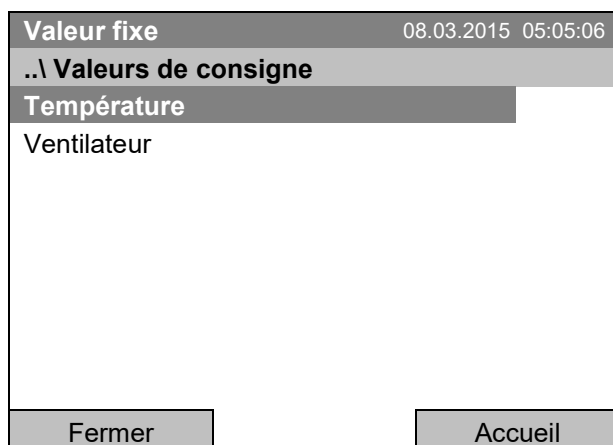 Valeur fixe 08.03.2015 05:05:06
..\ Valeurs de consigne
Température
Ventilateur
Fermer Accueil